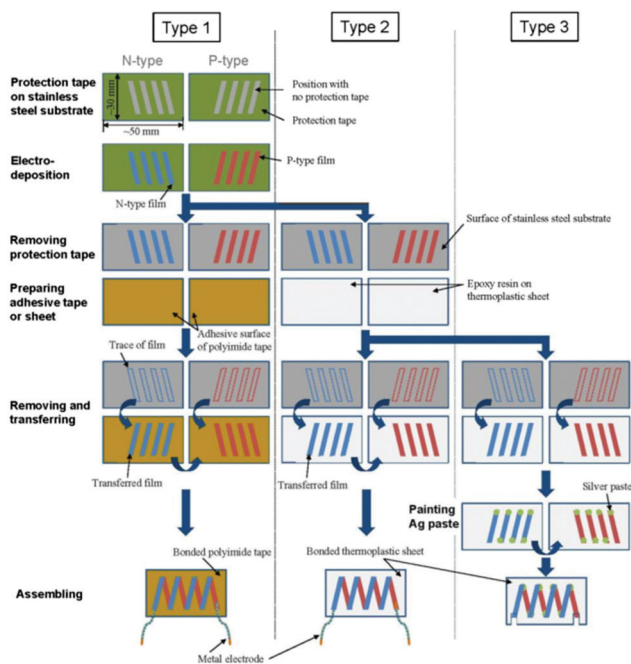 Type 1
Type 2
Type 3
N-type
P-type
Protection tape
on stainless
steel substrate
~30 mm
~50 mm
Position with
no protection tape
Protection tape
Electro-
deposition
P-type film
N-type film
Removing
protection tape
Surface of stainless steel substrate
Preparing
adhesive tape
or sheet
Epoxy resin on
thermoplastic sheet
Adhesive surface
of polyimide tape
Trace of film
Removing and
transferring
Transferred film
Transferred film
Silver paste
Painting
Ag paste
Bonded polyimide tape
Bonded thermoplastic sheet
Assembling
Metal electrode